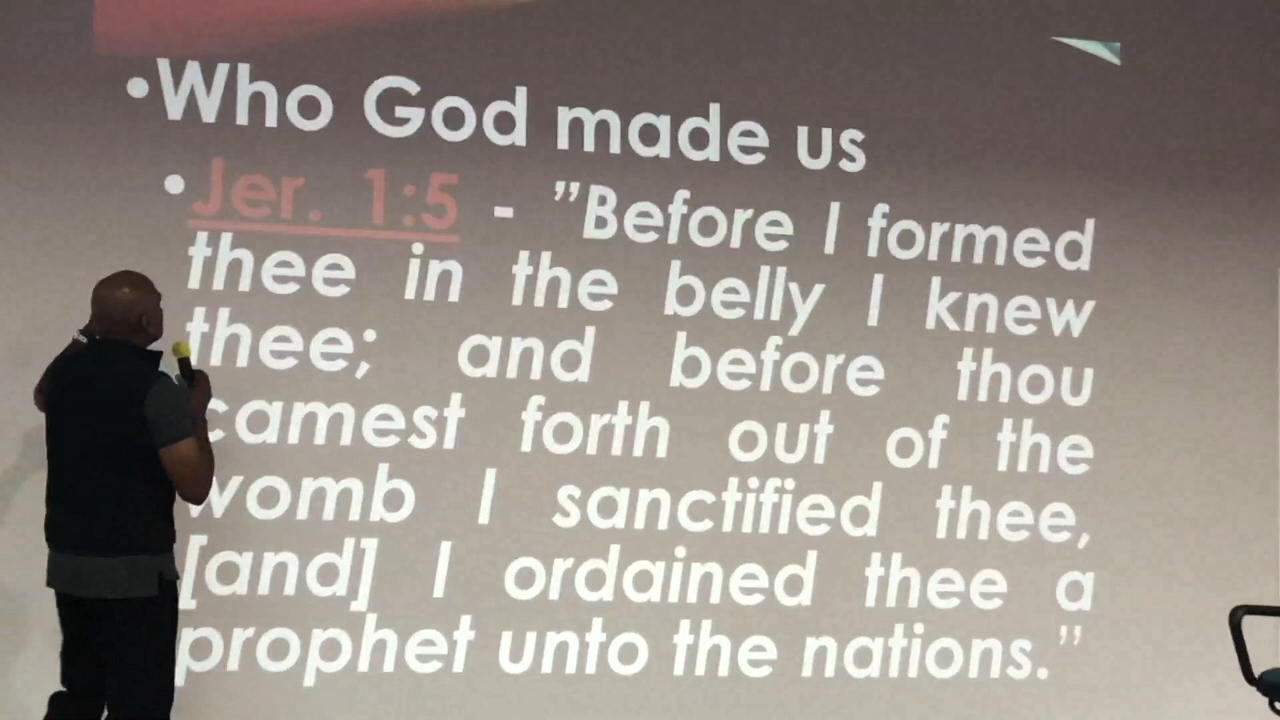 •Who God made us
•Jer. 1:5 - ”Before I formed
thee in the belly I knew
thee; and before thou
camest forth out of the
womb I sanctified thee,
[and] I ordained thee a
prophet unto the nations.”